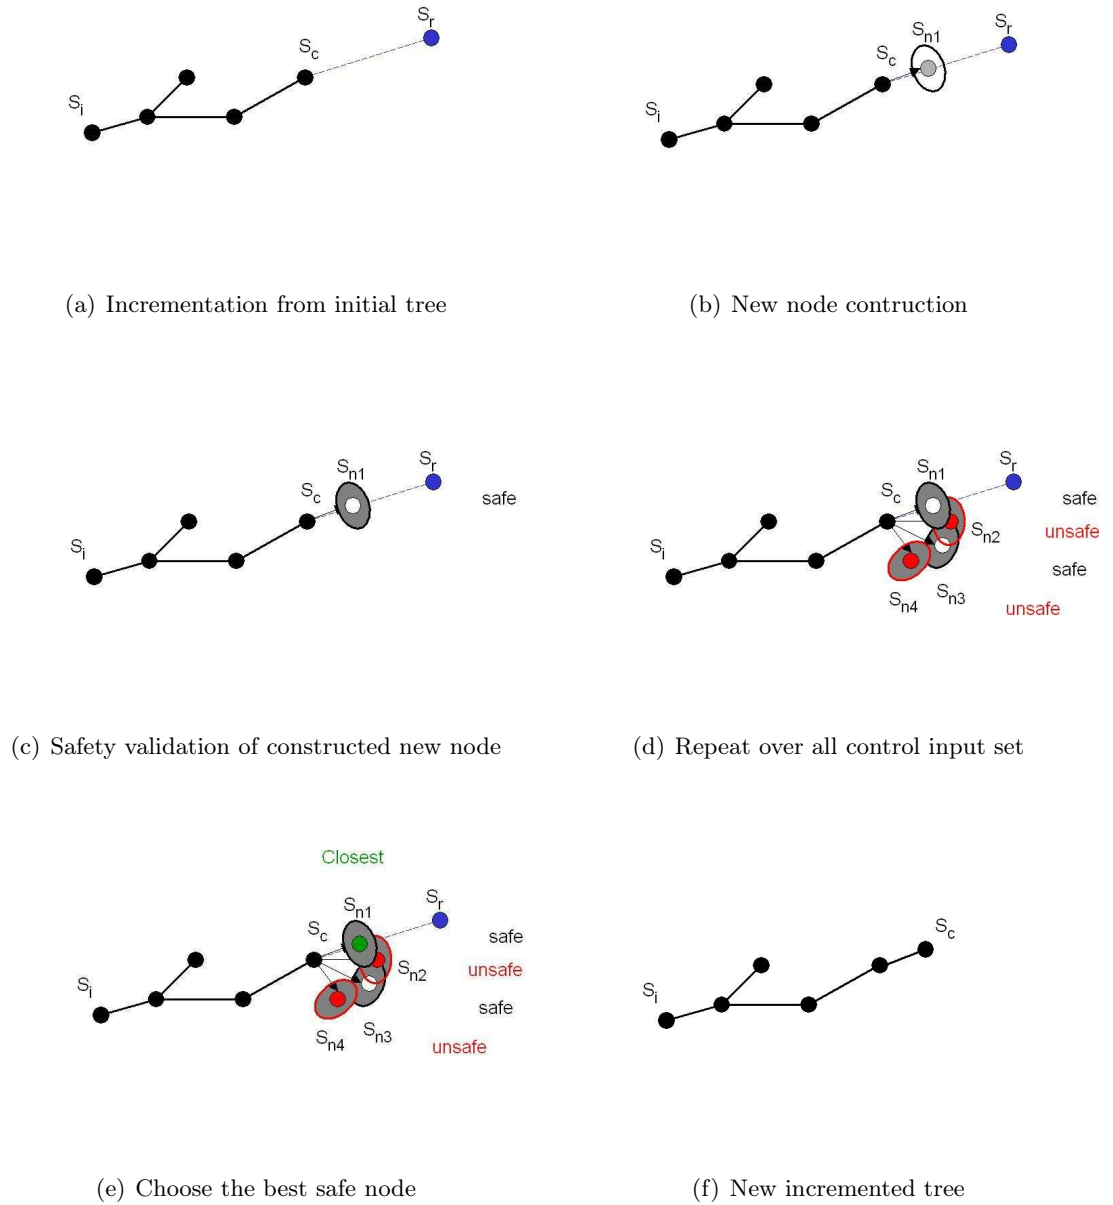 S_r
S_c
S_i
S_r
S_n1
S_c
S_i
(a) Incrementation from initial tree
(b) New node contruction
S_r
S_n1
S_c
safe
S_i
S_r
S_n1
S_c
safe
S_n2
unsafe
S_i
safe
S_n4
S_n3
unsafe
(c) Safety validation of constructed new node
(d) Repeat over all control input set
Closest
S_r
S_n1
S_c
safe
S_n2
unsafe
S_i
safe
S_n4
S_n3
unsafe
S_c
S_i
(e) Choose the best safe node
(f) New incremented tree